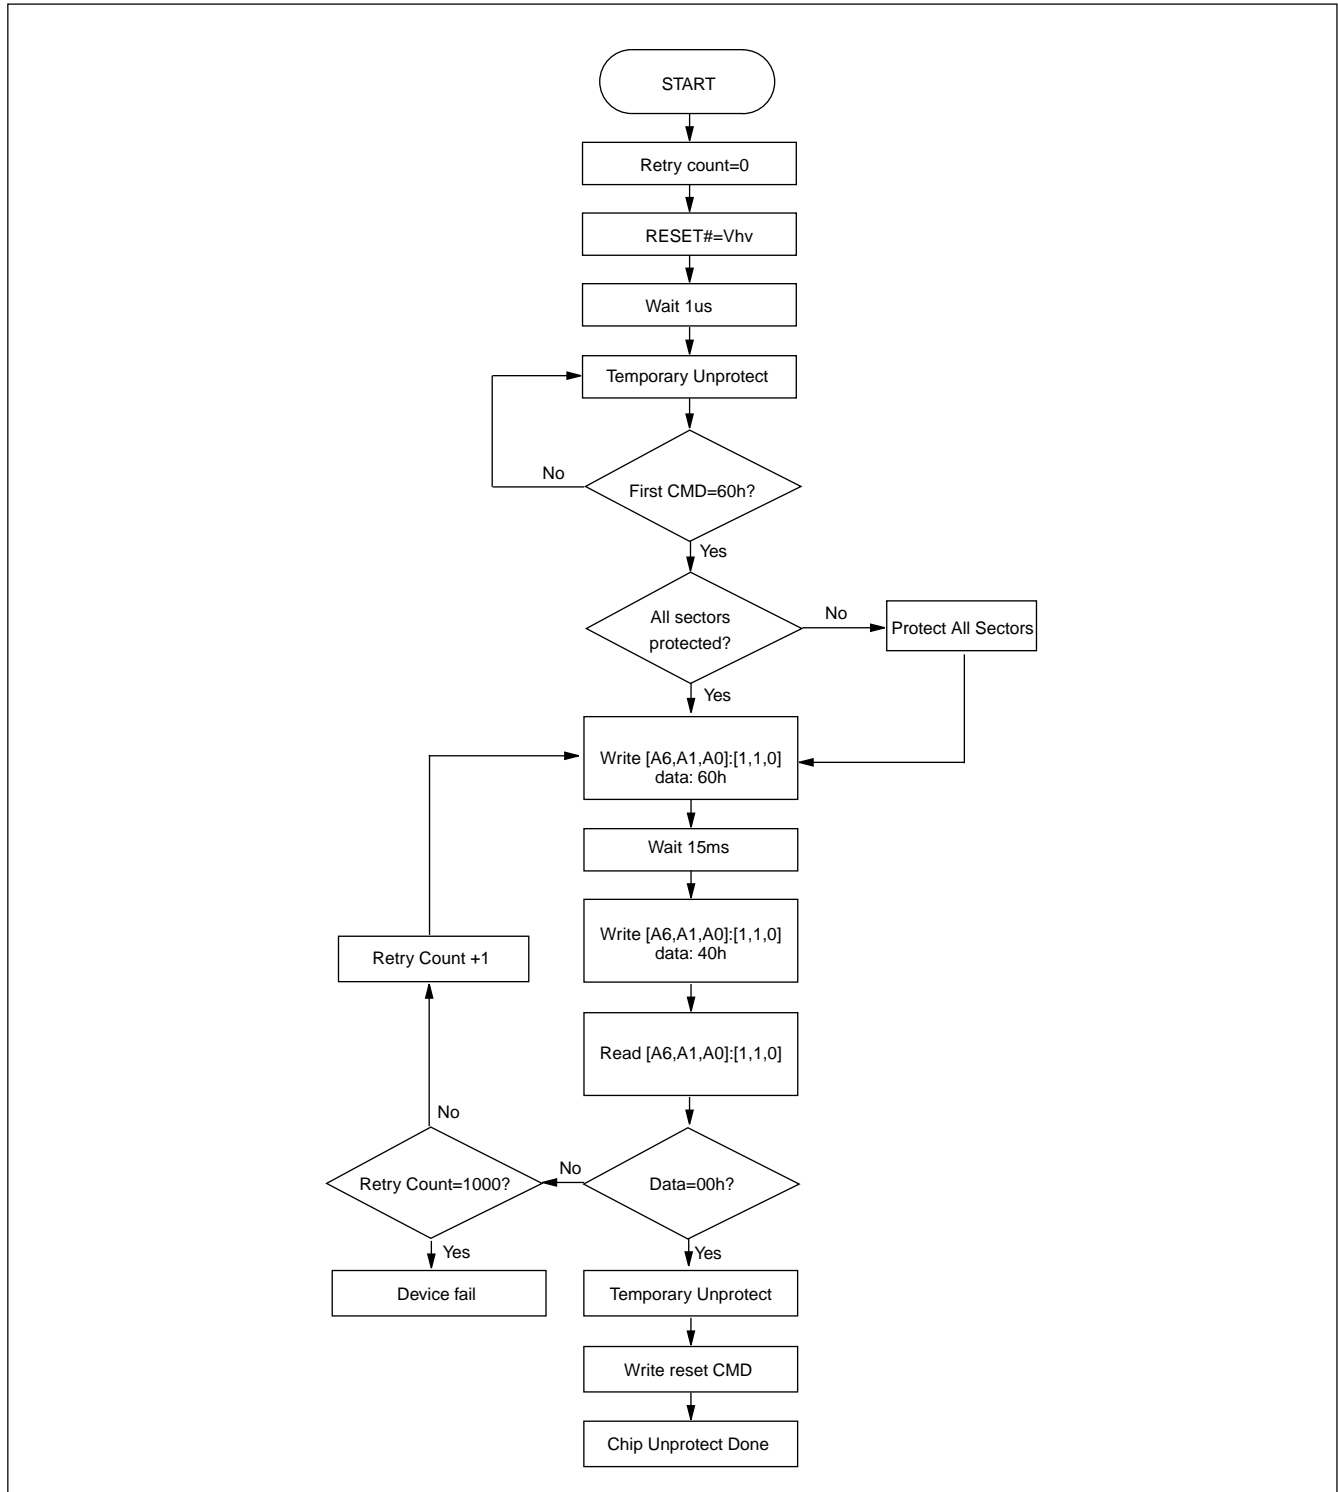 START
Retry count=0
RESET#=Vhv
Wait 1us
Temporary Unprotect
No
First CMD=60h?
Yes
All sectors
protected?
No
Protect All Sectors
Yes
Write [A6,A1,A0]:[1,1,0]
data: 60h
Wait 15ms
Write [A6,A1,A0]:[1,1,0]
data: 40h
Retry Count +1
Read [A6,A1,A0]:[1,1,0]
No
Retry Count=1000?
No
Data=00h?
Yes
Yes
Device fail
Temporary Unprotect
Write reset CMD
Chip Unprotect Done